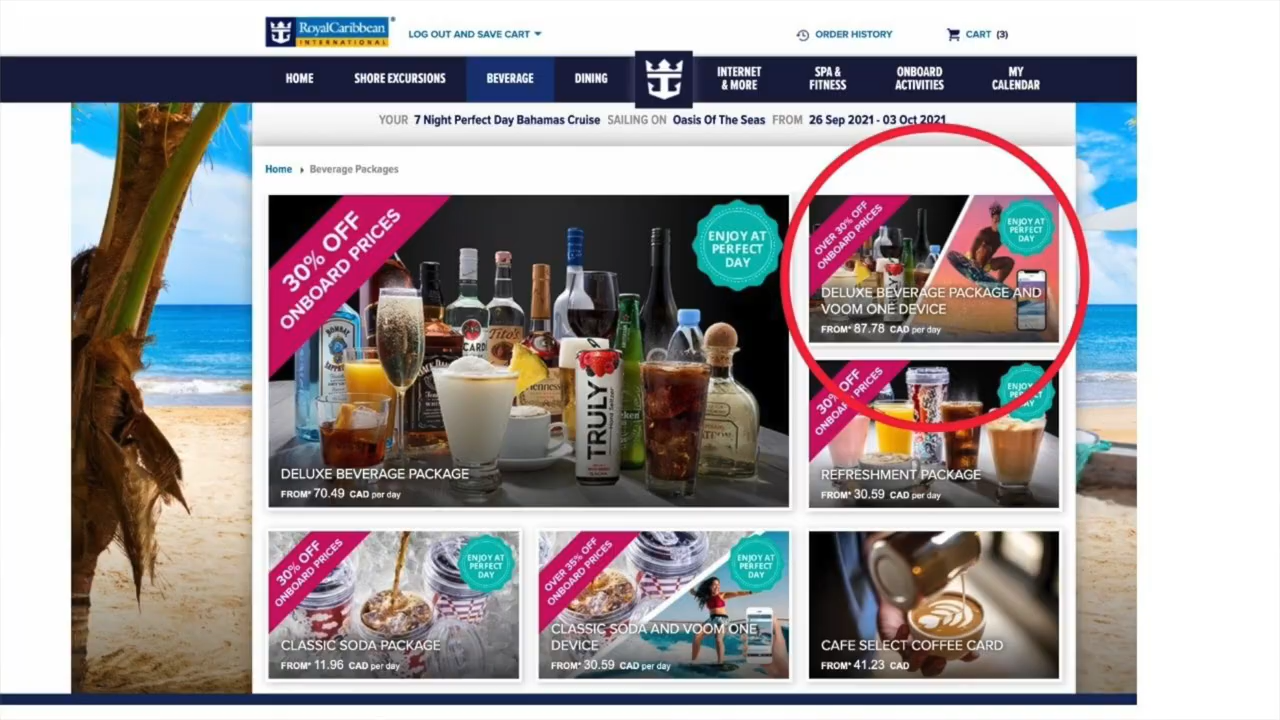 RoyalCaribbean
INTERNATIONAL
LOG OUT AND SAVE CART
ORDER HISTORY
CART (3)
HOME
SHORE EXCURSIONS
BEVERAGE
DINING
INTERNET
& MORE
SPA &
FITNESS
ONBOARD
ACTIVITIES
MY
CALENDAR
YOUR 7 Night Perfect Day Bahamas Cruise SAILING ON Oasis Of The Seas FROM 26 Sep 2021 - 03 Oct 2021
Home Beverage Packages
30% OFF
ONBOARD PRICES
ENJOY AT
PERFECT
DAY
BOMBAY
Tito's
Hennessy
TRULY
DELUXE BEVERAGE PACKAGE
FROM* 70.49 CAD per day
OVER 30% OFF
ONBOARD PRICES
ENJOY AT
PERFECT
DAY
DELUXE BEVERAGE PACKAGE AND
VOOM ONE DEVICE
FROM* 87.78 CAD per day
30% OFF
ONBOARD PRICES
ENJOY AT
PERFECT
DAY
REFRESHMENT PACKAGE
FROM* 30.59 CAD per day
30% OFF
ONBOARD PRICES
ENJOY AT
PERFECT
DAY
CLASSIC SODA PACKAGE
FROM* 11.96 CAD per day
OVER 35% OFF
ONBOARD PRICES
ENJOY AT
PERFECT
DAY
CLASSIC SODA AND VOOM ONE
DEVICE
FROM* 30.59 CAD per day
CAFE SELECT COFFEE CARD
FROM* 41.23 CAD